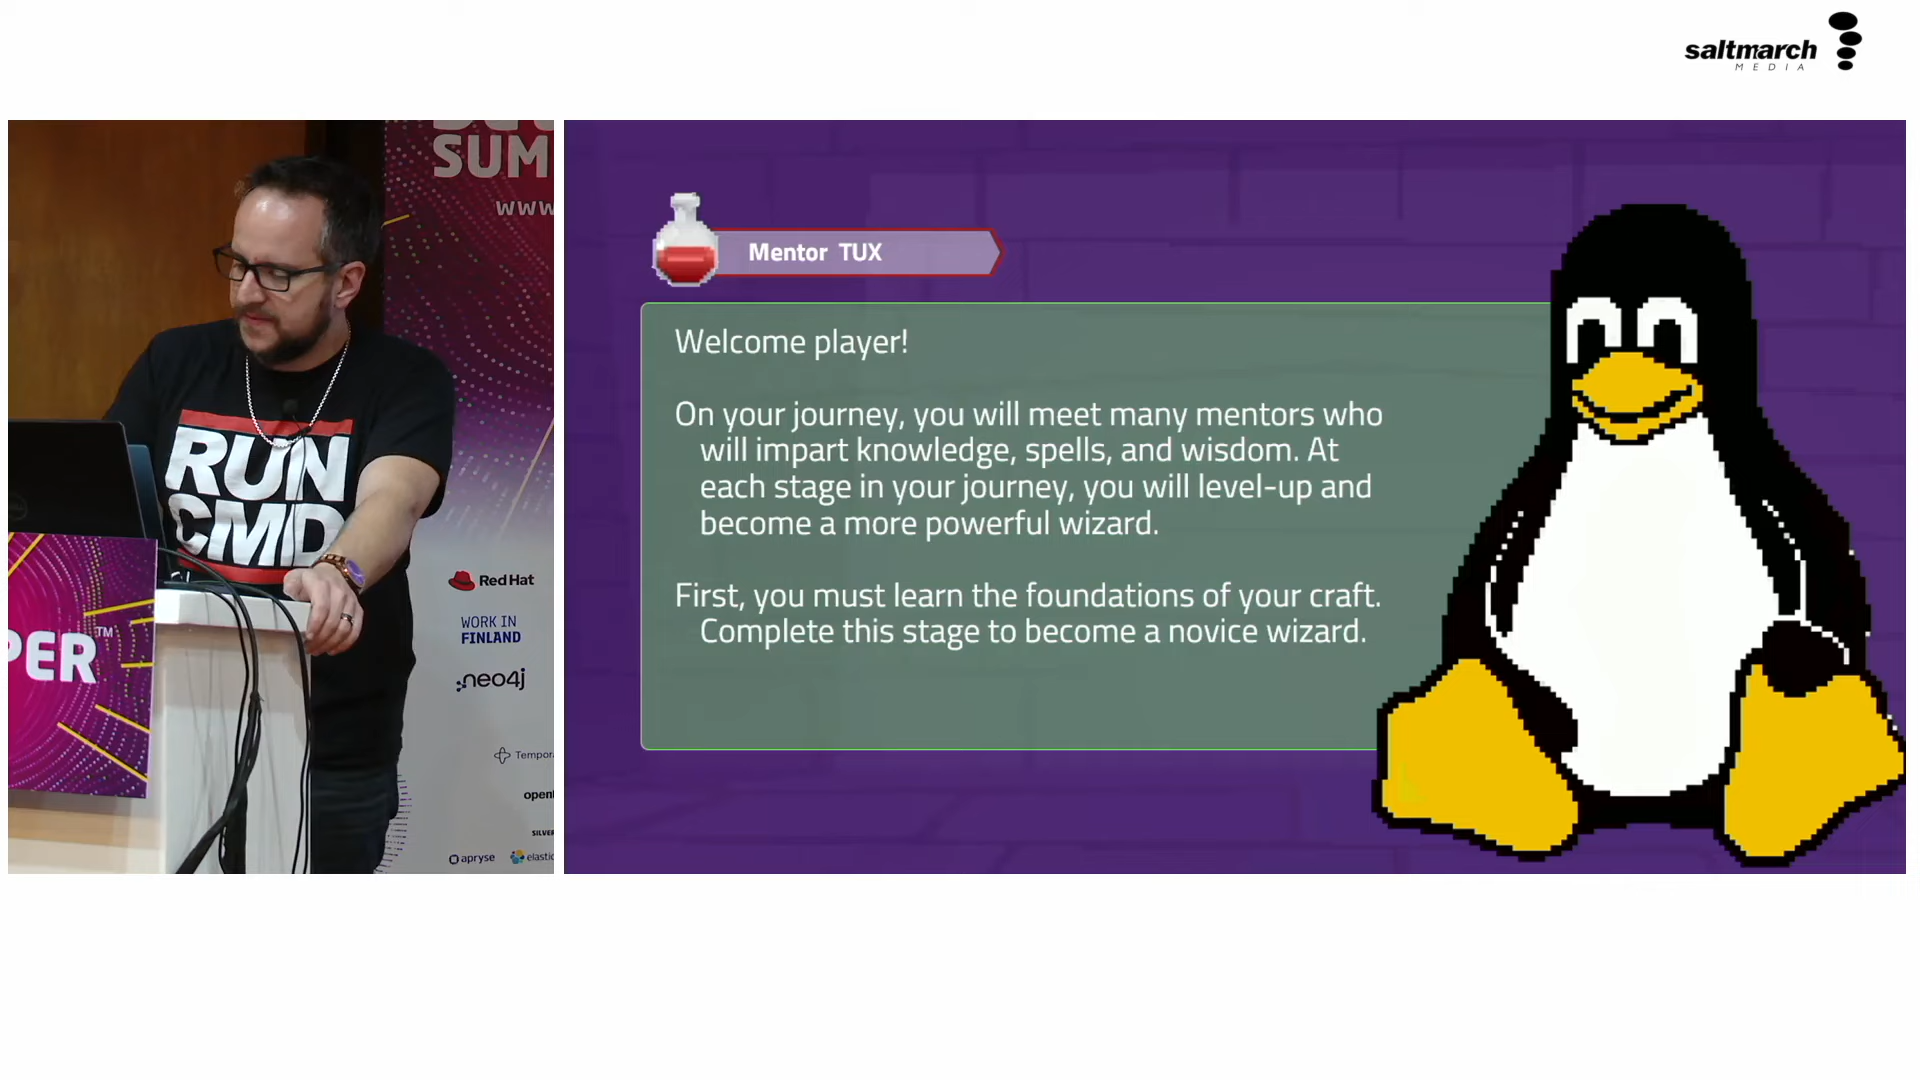 saltmarch
MEDIA
SUM
www
RUN
CMD
PER™
Red Hat
WORK IN
FINLAND
neo4j
apryse
elastic
Mentor TUX
Welcome player!
On your journey, you will meet many mentors who
will impart knowledge, spells, and wisdom. At
each stage in your journey, you will level-up and
become a more powerful wizard.
First, you must learn the foundations of your craft.
Complete this stage to become a novice wizard.